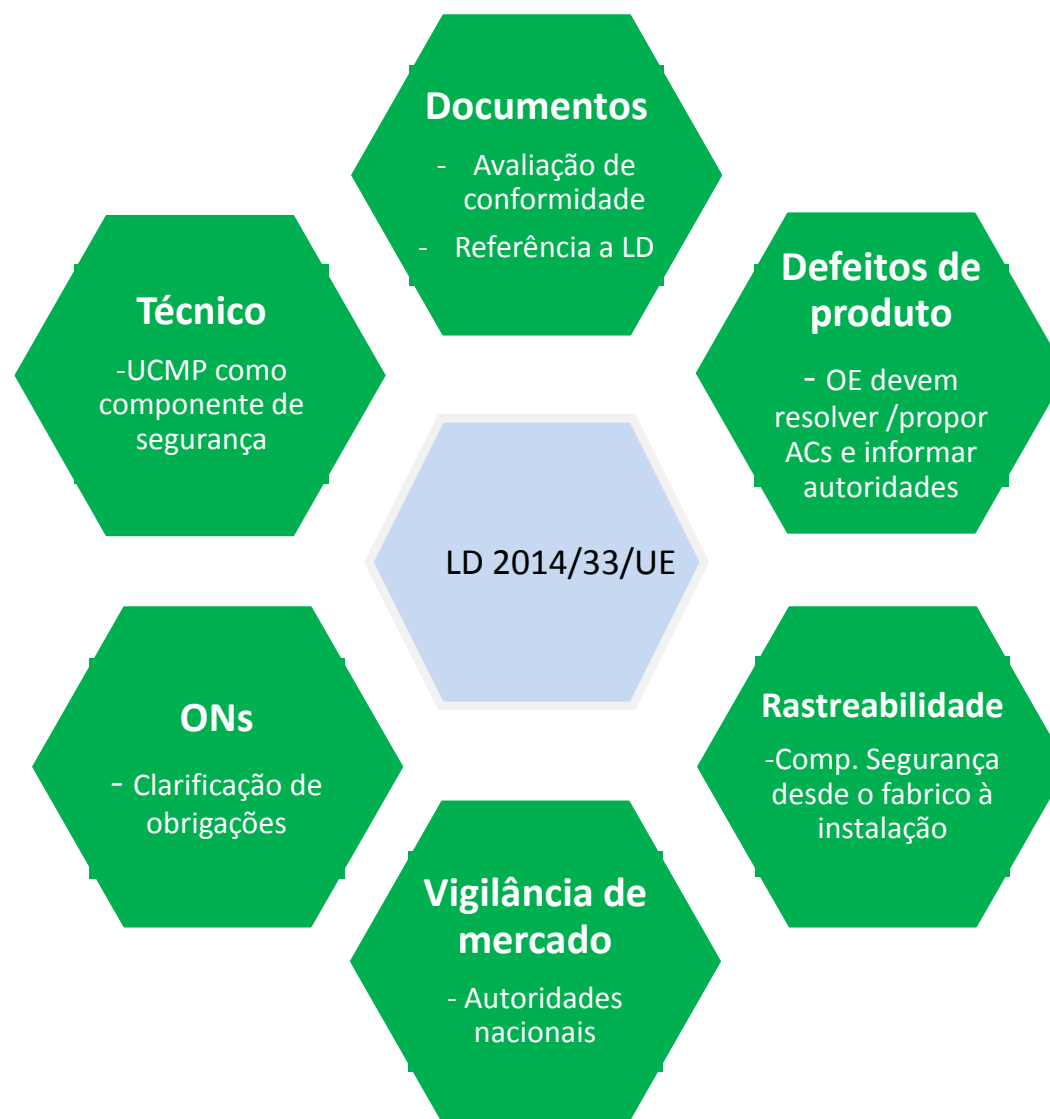 Documentos
- Avaliação de
conformidade
- Referência a LD
Defeitos de
produto
- OE devem
resolver /propor
ACs e informar
autoridades
Rastreabilidade
-Comp. Segurança
desde o fabrico à
instalação
Vigilância de
mercado
- Autoridades
nacionais
ONs
- Clarificação de
obrigações
Técnico
-UCMP como
componente de
segurança
LD 2014/33/UE